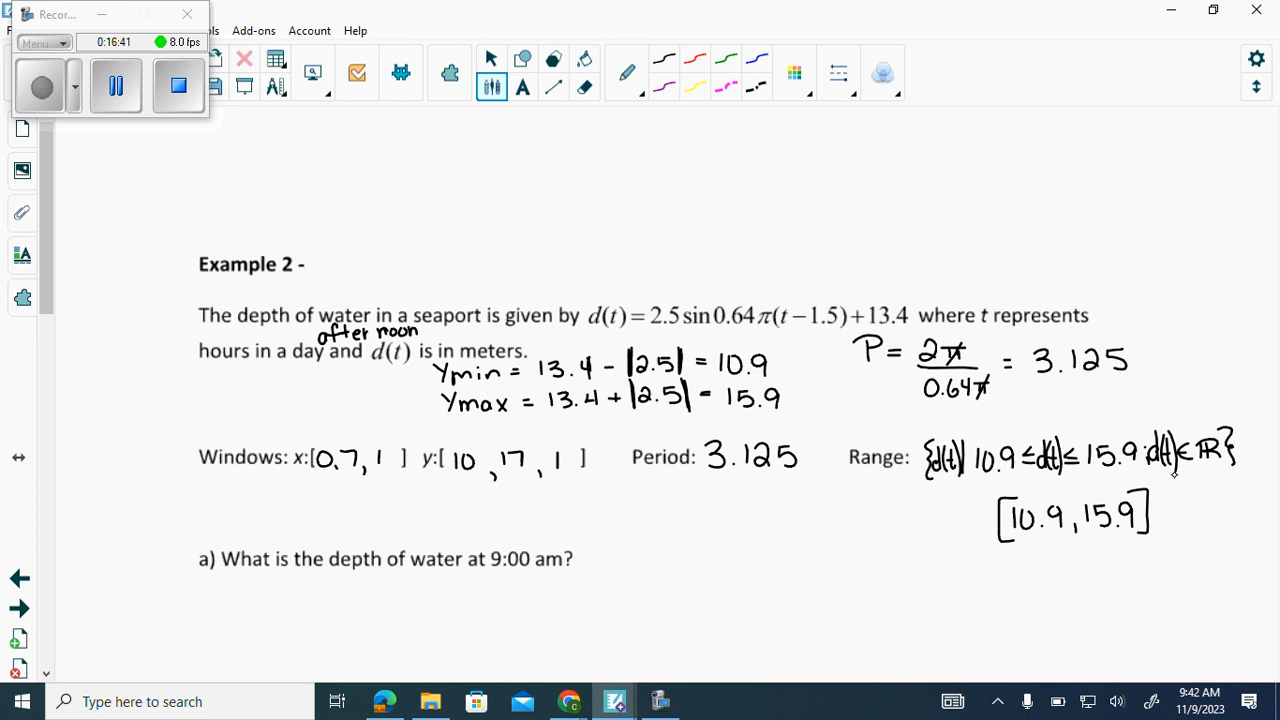 Recor...
Menu
0:16:41
8.0 fps
Add-ons Account Help
Example 2 -
The depth of water in a seaport is given by d(t) = 2.5 sin 0.64π(t − 1.5) + 13.4 where t represents
after noon
hours in a day and d(t) is in meters.
Ymin = 13.4 - |2.5| = 10.9
Ymax = 13.4 + |2.5| = 15.9
P = 2π / 0.64π = 3.125
Windows: x:[0,7,1 ] y:[ 10 ,17 ,1 ] Period: 3.125 Range: {d(t)| 10.9 ≤ d(t) ≤ 15.9 : d(t) ∈ ℝ}
[10.9, 15.9]
a) What is the depth of water at 9:00 am?
Type here to search
9:42 AM
11/9/2023